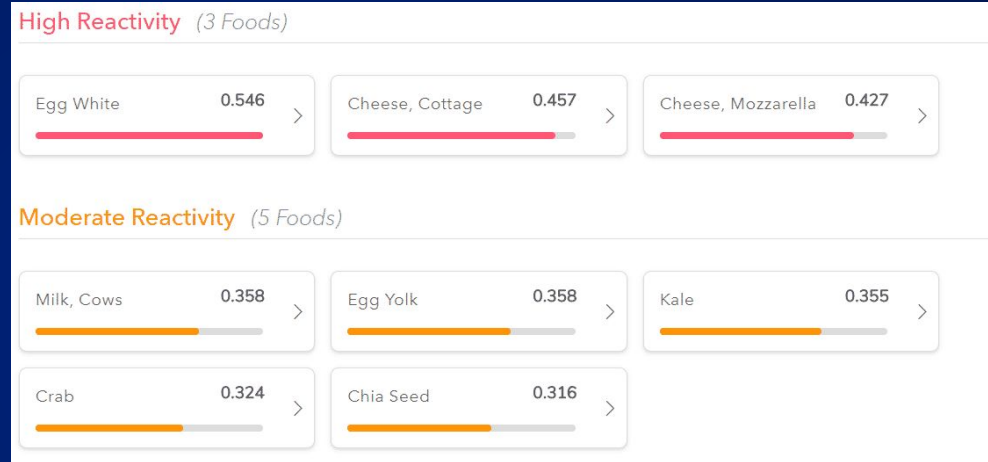 High Reactivity (3 Foods)
Egg White 0.546
Cheese, Cottage 0.457
Cheese, Mozzarella 0.427
Moderate Reactivity (5 Foods)
Milk, Cows 0.358
Egg Yolk 0.358
Kale 0.355
Crab 0.324
Chia Seed 0.316